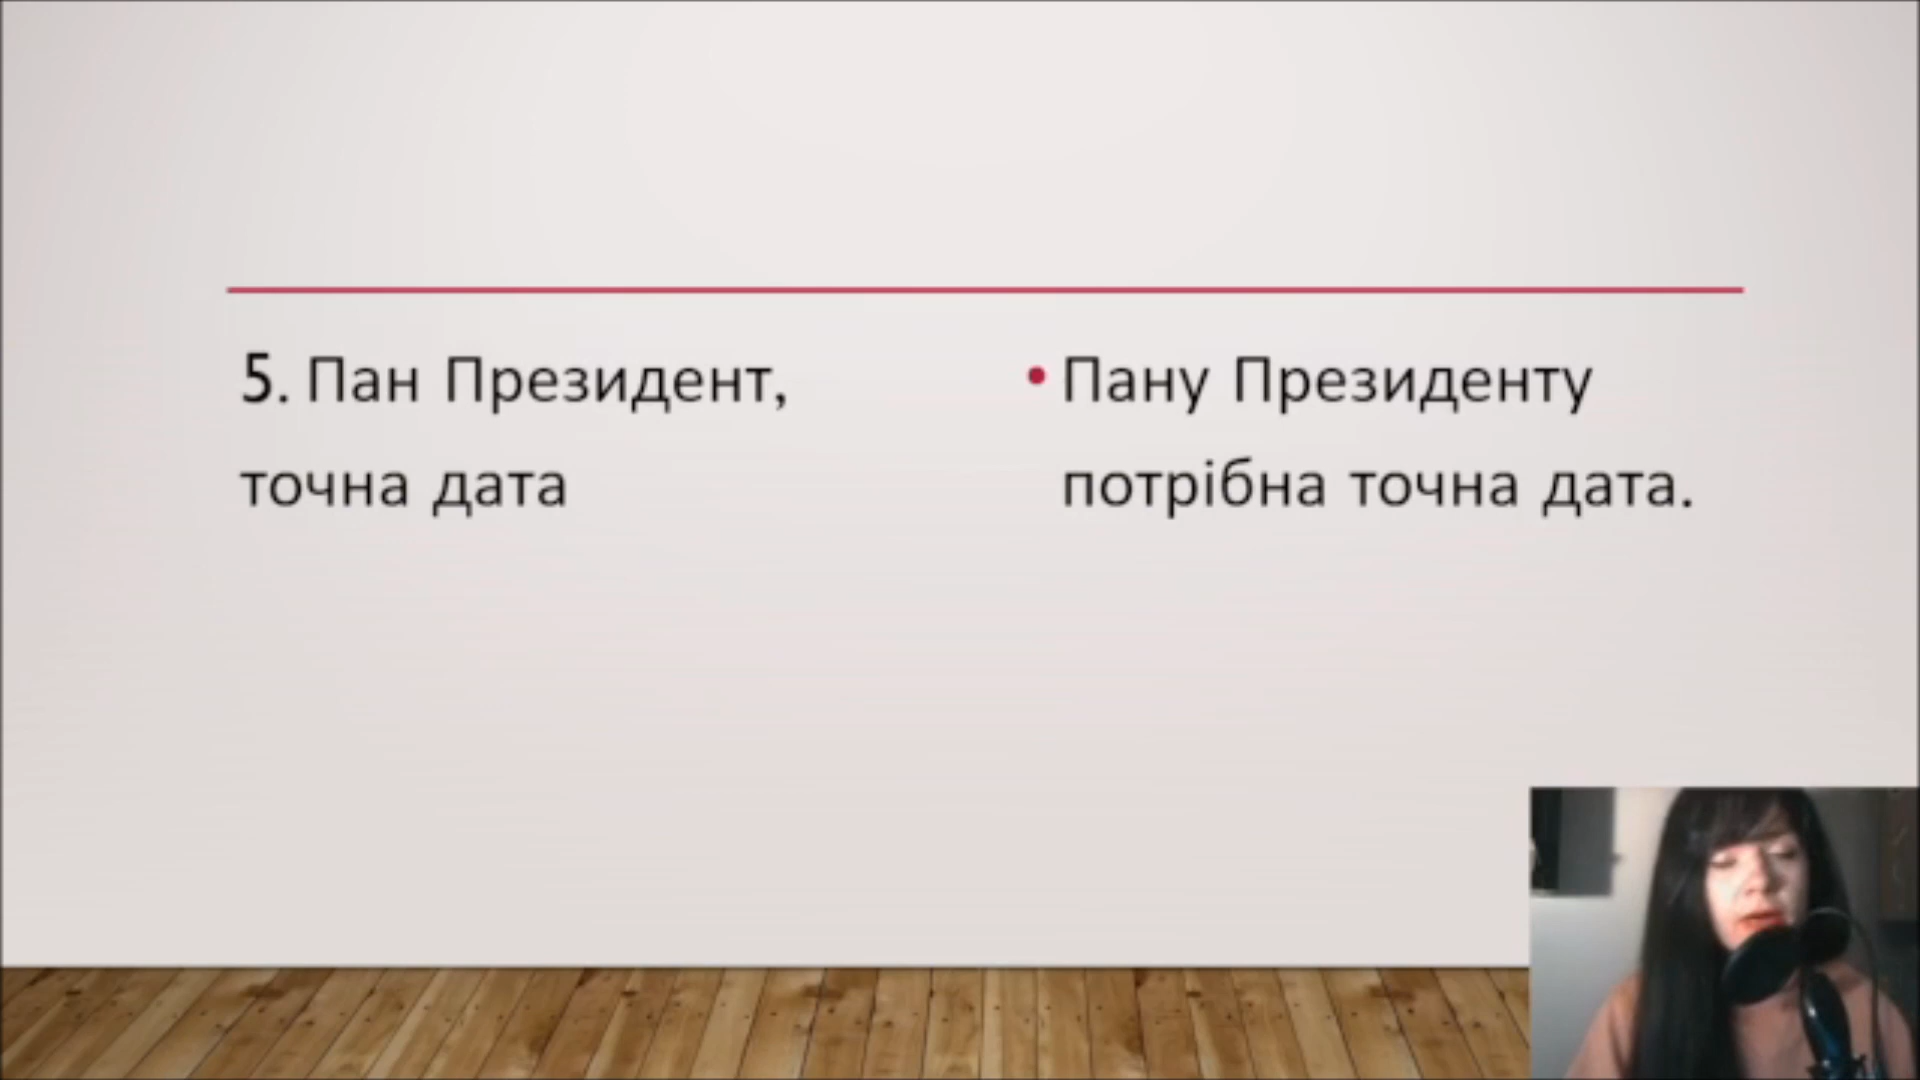 5. Пан Президент,
точна дата
• Пану Президенту
потрібна точна дата.